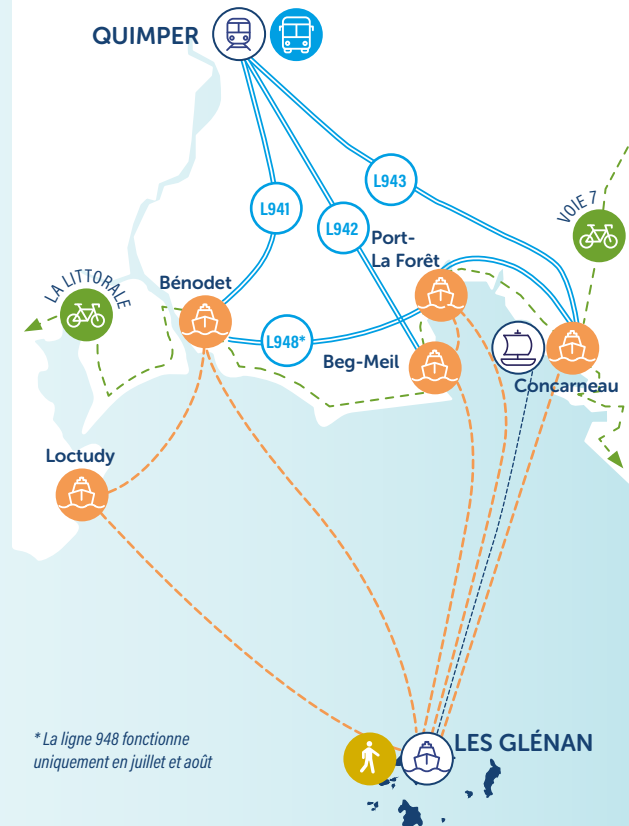 QUIMPER
L943
L941
L942
VOIE 7
Port-
La Forêt
LA LITTORALE
Bénodet
L948*
Beg-Meil
Concarneau
Loctudy
* La ligne 948 fonctionne
uniquement en juillet et août
LES GLÉNAN